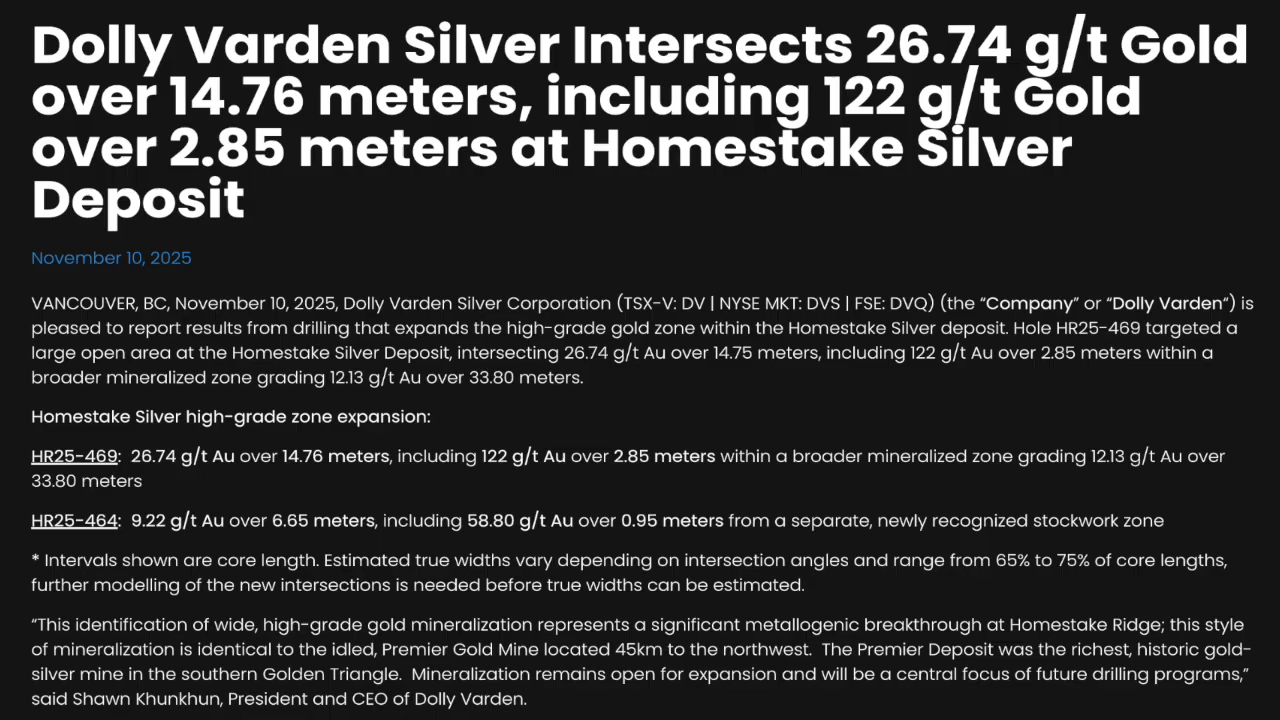 Dolly Varden Silver Intersects 26.74 g/t Gold
over 14.76 meters, including 122 g/t Gold
over 2.85 meters at Homestake Silver
Deposit
November 10, 2025
VANCOUVER, BC, November 10, 2025, Dolly Varden Silver Corporation (TSX-V: DV | NYSE MKT: DVS | FSE: DVQ) (the “Company” or “Dolly Varden“) is
pleased to report results from drilling that expands the high-grade gold zone within the Homestake Silver deposit. Hole HR25-469 targeted a
large open area at the Homestake Silver Deposit, intersecting 26.74 g/t Au over 14.75 meters, including 122 g/t Au over 2.85 meters within a
broader mineralized zone grading 12.13 g/t Au over 33.80 meters.
Homestake Silver high-grade zone expansion:
HR25-469:  26.74 g/t Au over 14.76 meters, including 122 g/t Au over 2.85 meters within a broader mineralized zone grading 12.13 g/t Au over
33.80 meters
HR25-464:  9.22 g/t Au over 6.65 meters, including 58.80 g/t Au over 0.95 meters from a separate, newly recognized stockwork zone
* Intervals shown are core length. Estimated true widths vary depending on intersection angles and range from 65% to 75% of core lengths,
further modelling of the new intersections is needed before true widths can be estimated.
“This identification of wide, high-grade gold mineralization represents a significant metallogenic breakthrough at Homestake Ridge; this style
of mineralization is identical to the idled, Premier Gold Mine located 45km to the northwest.  The Premier Deposit was the richest, historic gold-
silver mine in the southern Golden Triangle.  Mineralization remains open for expansion and will be a central focus of future drilling programs,”
said Shawn Khunkhun, President and CEO of Dolly Varden.